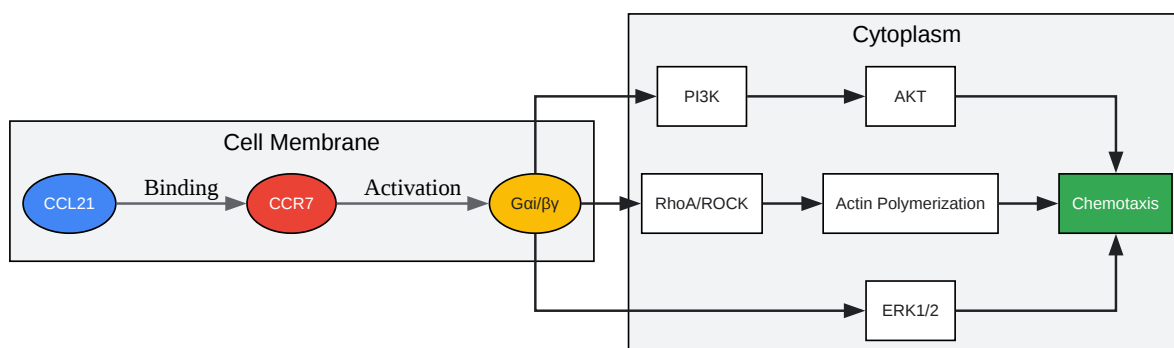 Cytoplasm
PI3K
AKT
Cell Membrane
CCL21
Binding
CCR7
Activation
Gαi/βγ
RhoA/ROCK
Actin Polymerization
Chemotaxis
ERK1/2